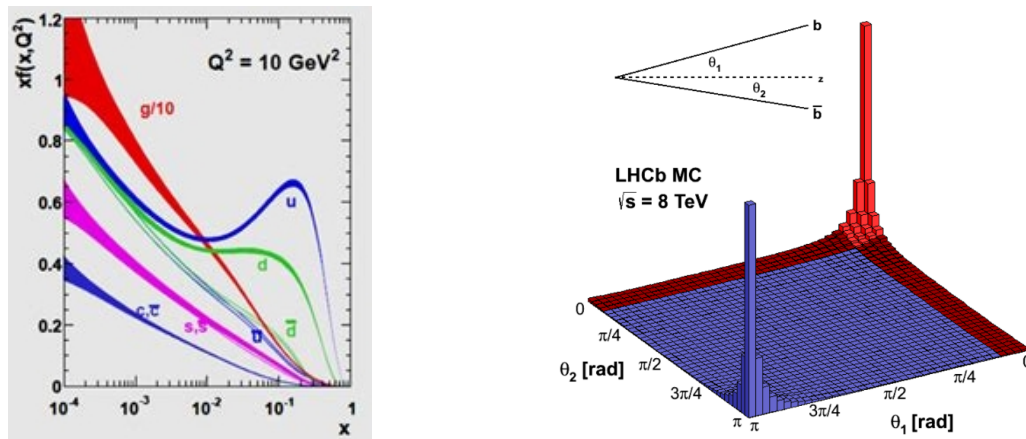 xf(x,Q²)
1.2
1
0.8
0.6
0.4
0.2
0
Q² = 10 GeV²
g/10
u
d
c,c̅
s,s̅
u̅
d̅
10⁻⁴
10⁻³
10⁻²
10⁻¹
1
x
b
θ₁
z
θ₂
b̅
LHCb MC
√s = 8 TeV
0
π/4
π/2
3π/4
π
θ₂ [rad]
π
3π/4
π/2
π/4
0
θ₁ [rad]